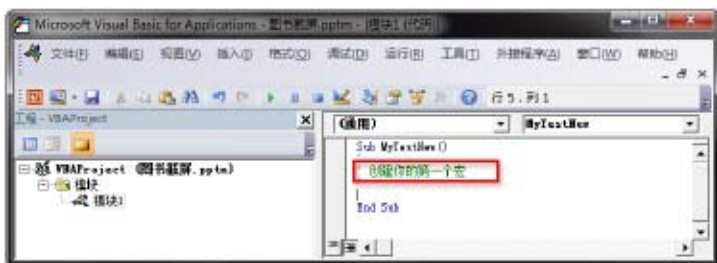 Microsoft Visual Basic for Applications - 图书截屏.pptm - [模块1 (代码)]
文件(F) 编辑(E) 视图(V) 插入(I) 格式(O) 调试(D) 运行(R) 工具(T) 外接程序(A) 窗口(W) 帮助(H)
行 5, 列 1
工程 - VBAProject
VBAProject (图书截屏.pptm)
模块
模块1
(通用) MyTestNew
Sub MyTestNew()
' 创建你的第一个宏
End Sub